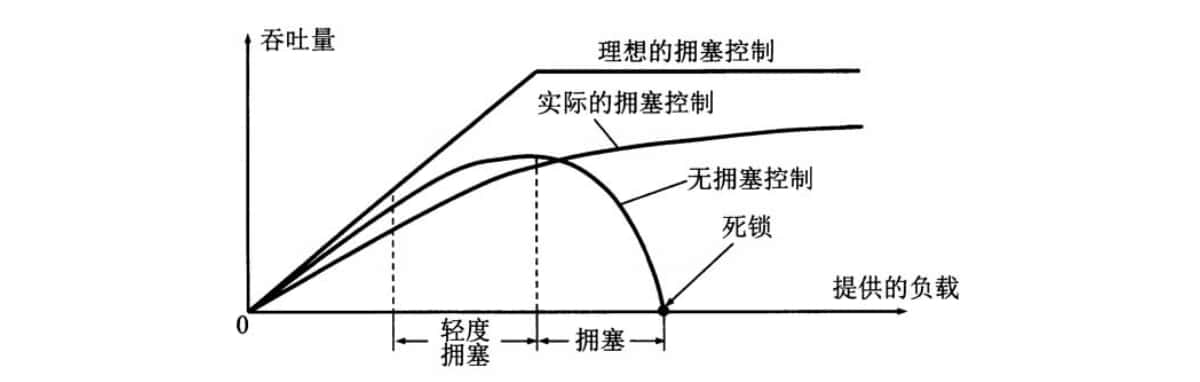 吞吐量
理想的拥塞控制
实际的拥塞控制
无拥塞控制
死锁
提供的负载
0
轻度
拥塞
拥塞